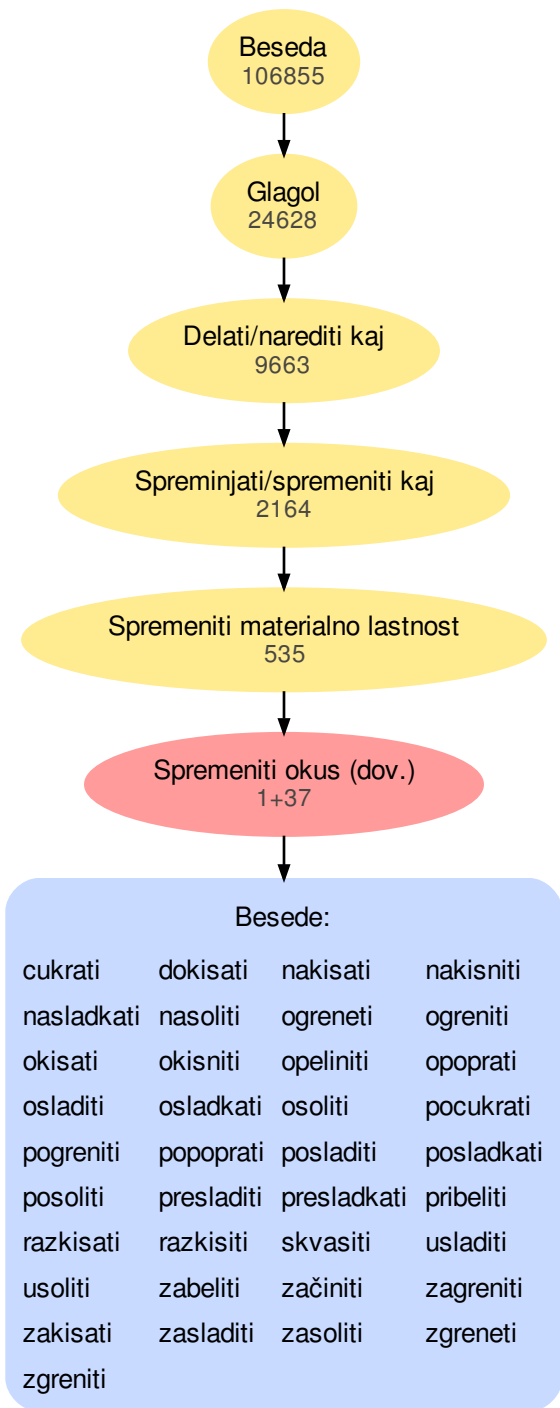 Beseda
106855
Glagol
24628
Delati/narediti kaj
9663
Spreminjati/spremeniti kaj
2164
Spremeniti materialno lastnost
535
Spremeniti okus (dov.)
1+37
Besede:
cukrati dokisati nakisati nakisniti
nasladkati nasoliti ogreneti ogreniti
okisati okisniti opeliniti opoprati
osladiti osladkati osoliti pocukrati
pogreniti popoprati posladiti posladkati
posoliti presladiti presladkati pribeliti
razkisati razkisiti skvasiti usladiti
usoliti zabeliti začiniti zagreniti
zakisati zasladiti zasoliti zgreneti
zgreniti